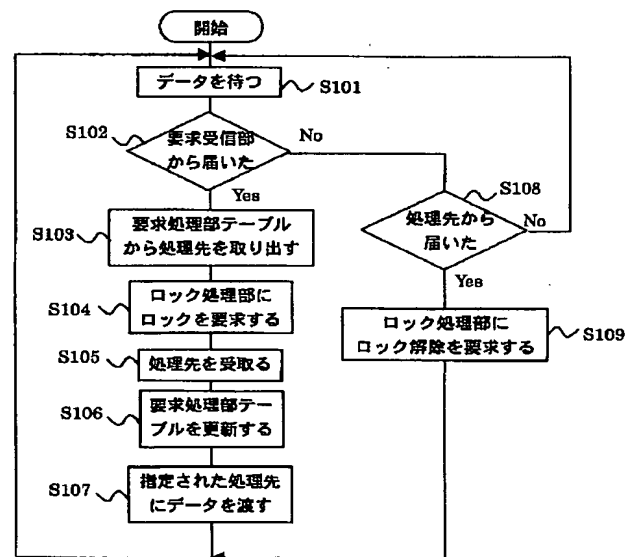 開始
データを待つ
S101
S102
要求受信部
から届いた
No
Yes
S103
要求処理部テーブル
から処理先を取り出す
S104
ロック処理部に
ロックを要求する
S105
処理先を受取る
S106
要求処理部テー
ブルを更新する
S107
指定された処理先
にデータを渡す
S108
処理先から
届いた
No
Yes
ロック処理部に
ロック解除を要求する
S109